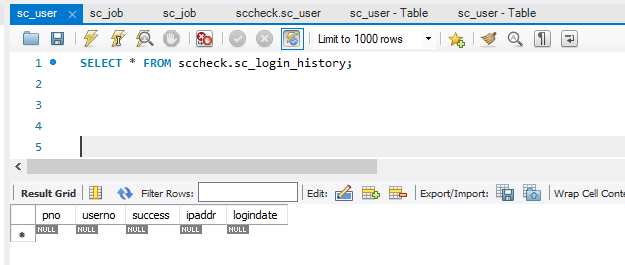 sc_user sc_job sc_job sccheck.sc_user sc_user - Table sc_user - Table
Limit to 1000 rows
1 SELECT * FROM sccheck.sc_login_history;
2
3
4
5
Result Grid Filter Rows: Edit: Export/Import: Wrap Cell Conte
pno userno success ipaddr logindate
NULL NULL NULL NULL NULL